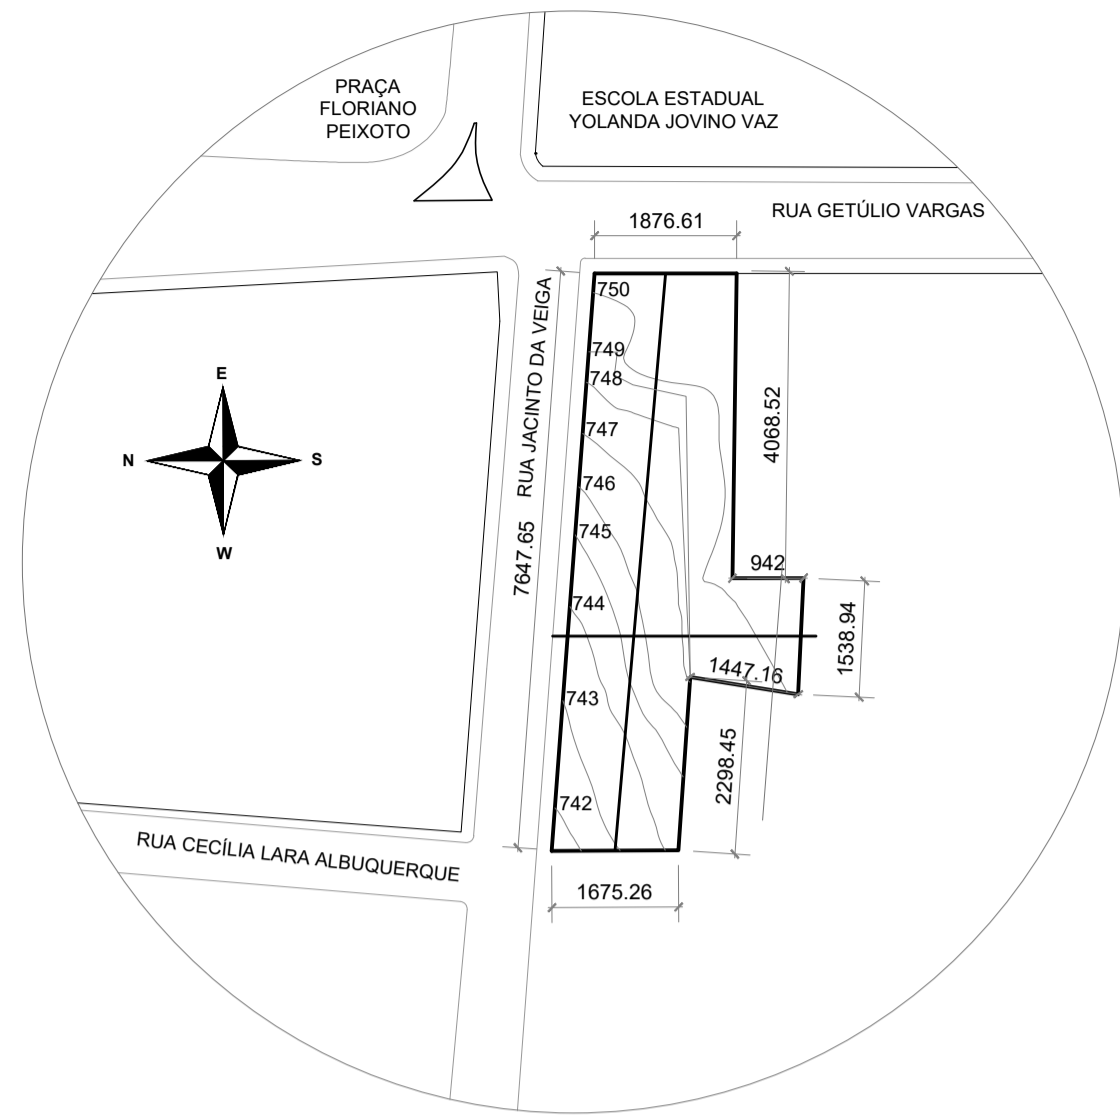 PRAÇA
FLORIANO
PEIXOTO
ESCOLA ESTADUAL
YOLANDA JOVINO VAZ
RUA GETÚLIO VARGAS
1876.61
RUA JACINTO DA VEIGA
7647.65
750
749
748
747
746
745
744
743
742
4068.52
942
1538.94
1447.16
2298.45
1675.26
E
N
S
W
RUA CECÍLIA LARA ALBUQUERQUE